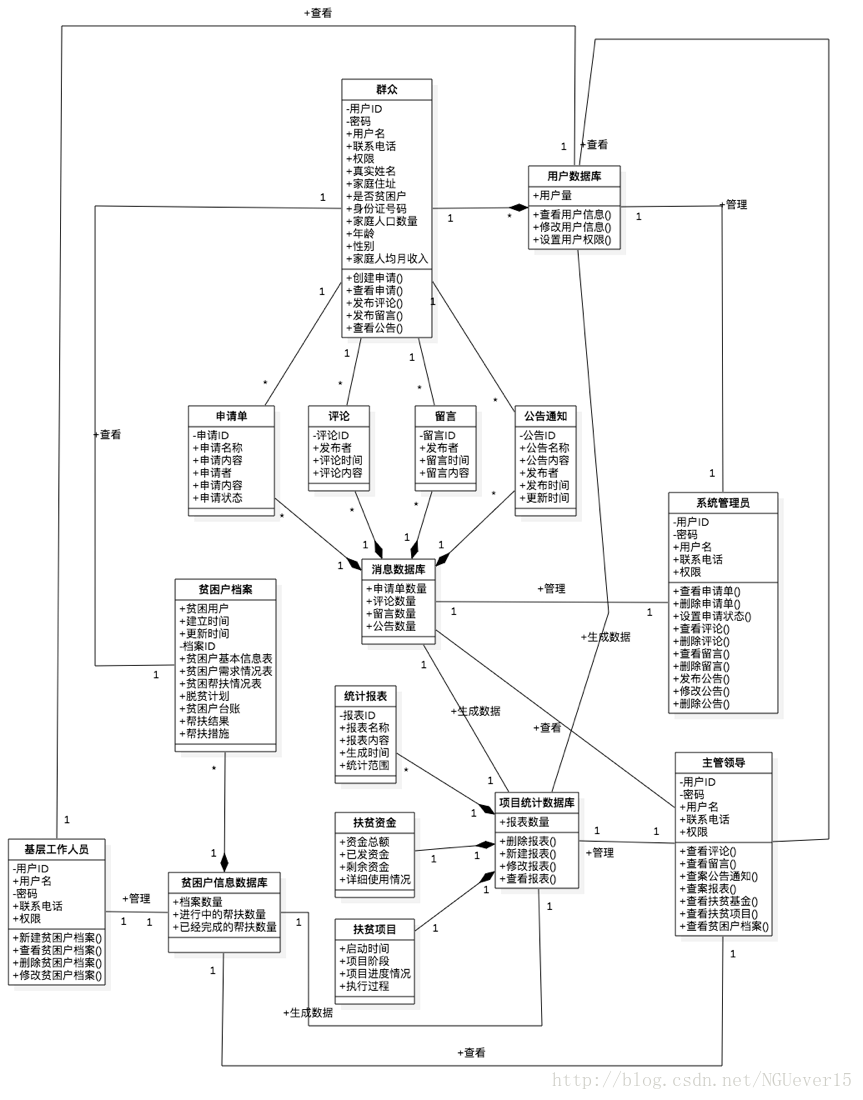 +查看
群众
-用户ID
-密码
+用户名
+联系电话
+权限
+真实姓名
+家庭住址
+是否贫困户
+身份证号码
+家庭人口数量
+年龄
+性别
+家庭人均月收入
+创建申请()
+查看申请()
+发布评论()
+发布留言()
+查看公告()
1
+查看
用户数据库
+用户量
+查看用户信息()
+修改用户信息()
+设置用户权限()
1
1
*
1
+管理
1
1
1
1
*
*
*
*
+查看
申请单
-申请ID
+申请名称
+申请内容
+申请者
+申请内容
+申请状态
评论
-评论ID
+发布者
+评论时间
+评论内容
留言
-留言ID
+发布者
+留言时间
+留言内容
公告通知
-公告ID
+公告名称
+公告内容
+发布者
+发布时间
+更新时间
1
*
*
*
*
1
1
1
1
系统管理员
-用户ID
-密码
+用户名
+联系电话
+权限
+查看申请单()
+删除申请单()
+设置申请状态()
+查看评论()
+删除评论()
+查看留言()
+删除留言()
+发布公告()
+修改公告()
+删除公告()
消息数据库
+申请单数量
+评论数量
+留言数量
+公告数量
+管理
1
1
+生成数据
贫困户档案
+贫困用户
+建立时间
+更新时间
-档案ID
+贫困户基本信息表
+贫困户需求情况表
+贫困帮扶情况表
+脱贫计划
+贫困户台账
+帮扶结果
+帮扶措施
1
1
统计报表
-报表ID
+报表名称
+报表内容
+生成时间
+统计范围
+生成数据
+查看
*
*
1
1
主管领导
-用户ID
-密码
+用户名
+联系电话
+权限
+查看评论()
+查看留言()
+查案公告通知()
+查案报表()
+查看扶贫基金()
+查看扶贫项目()
+查看贫困户档案()
项目统计数据库
+报表数量
+删除报表()
+新建报表()
+修改报表()
+查看报表()
扶贫资金
+资金总额
+已发资金
+剩余资金
+详细使用情况
1
1
1
1
+管理
1
1
基层工作人员
-用户ID
+用户名
-密码
+联系电话
+权限
+新建贫困户档案()
+查看贫困户档案()
+删除贫困户档案()
+修改贫困户档案()
贫困户信息数据库
+档案数量
+进行中的帮扶数量
+已经完成的帮扶数量
+管理
1
1
1
扶贫项目
+启动时间
+项目阶段
+项目进度情况
+执行过程
1
1
1
1
1
+生成数据
+查看
http://blog.csdn.net/NGUever15